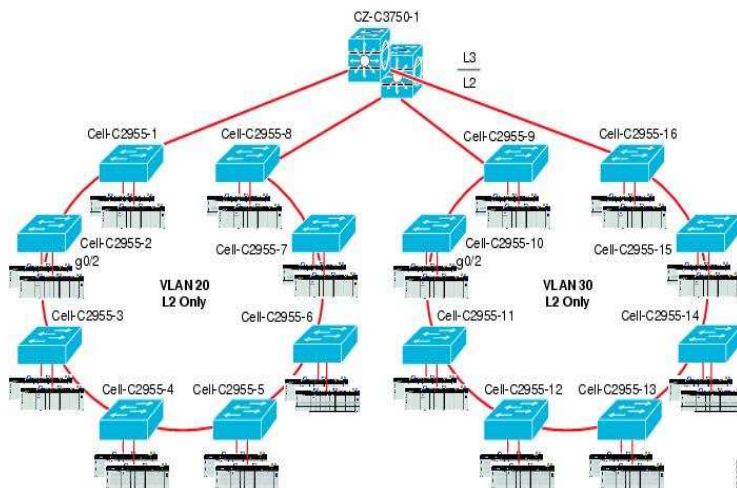 CZ-C3750-1
L3
L2
Cell-C2955-1
Cell-C2955-8
Cell-C2955-9
Cell-C2955-16
Cell-C2955-2
g0/2
Cell-C2955-7
Cell-C2955-10
g0/2
Cell-C2955-15
VLAN 20
L2 Only
VLAN 30
L2 Only
Cell-C2955-3
Cell-C2955-6
Cell-C2955-11
Cell-C2955-14
Cell-C2955-4
Cell-C2955-5
Cell-C2955-12
Cell-C2955-13